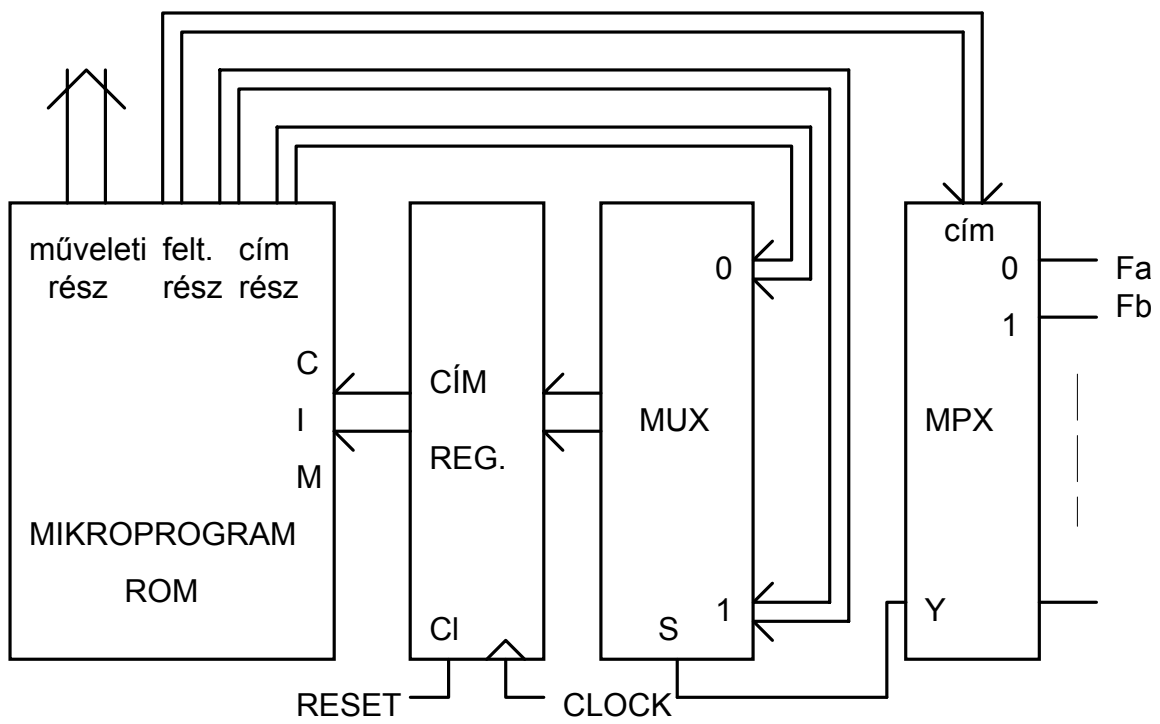 műveleti felt. cím
rész rész rész
C
I
M
MIKROPROGRAM
ROM
CÍM
REG.
Cl
RESET
CLOCK
0
MUX
1
S
cím
0
1
MPX
Y
Fa
Fb